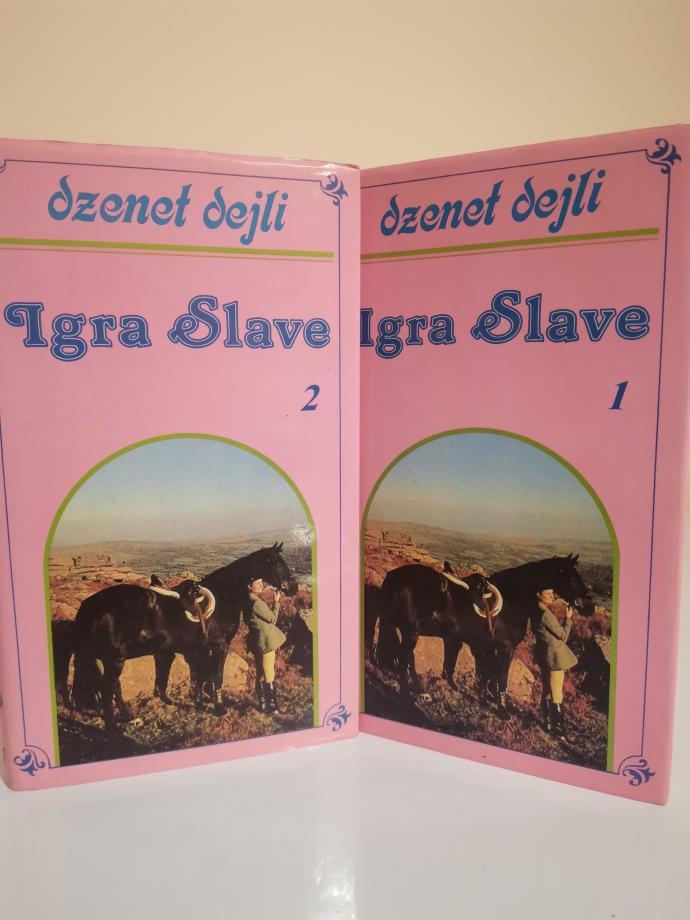 dzenet dejli
Igra Slave
2
dzenet dejli
Igra Slave
1